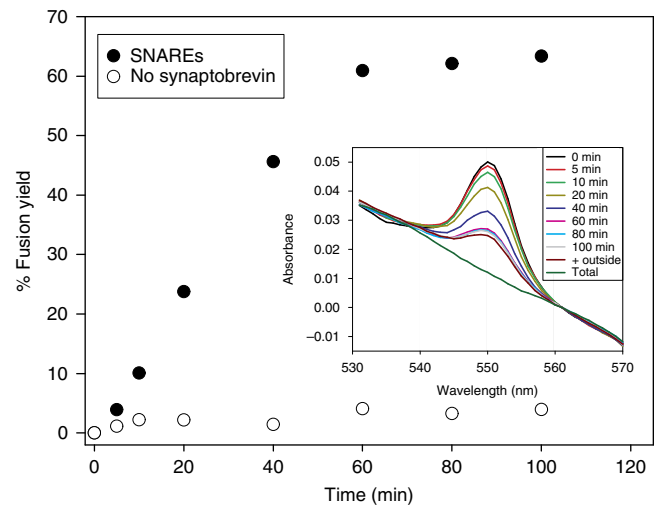 70
60
50
40
30
20
10
0
% Fusion yield
SNAREs
No synaptobrevin
0.05
0.04
0.03
0.02
0.01
0.00
−0.01
Absorbance
0 min
5 min
10 min
20 min
40 min
60 min
80 min
100 min
+ outside
Total
530 540 550 560 570
Wavelength (nm)
0 20 40 60 80 100 120
Time (min)